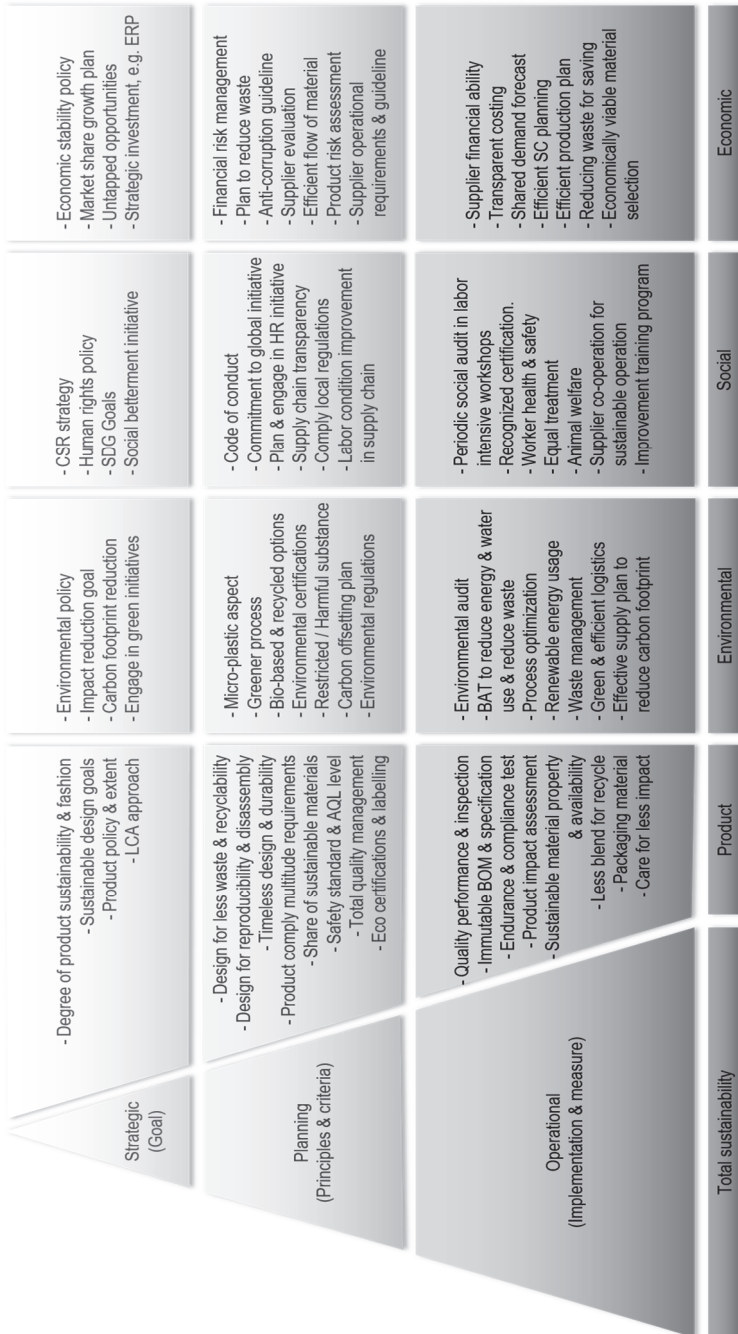 Strategic
(Goal)
- Degree of product sustainability & fashion
- Sustainable design goals
- Product policy & extent
- LCA approach
- Environmental policy
- Impact reduction goal
- Carbon footprint reduction
- Engage in green initiatives
- CSR strategy
- Human rights policy
- SDG Goals
- Social betterment initiative
- Economic stability policy
- Market share growth plan
- Untapped opportunities
- Strategic investment, e.g. ERP
Planning
(Principles & criteria)
- Design for less waste & recyclability
- Design for reproducibility & disassembly
- Timeless design & durability
- Product comply multitude requirements
- Share of sustainable materials
- Safety standard & AQL level
- Total quality management
- Eco certifications & labelling
- Micro-plastic aspect
- Greener process
- Bio-based & recycled options
- Environmental certifications
- Restricted / Harmful substance
- Carbon offsetting plan
- Environmental regulations
- Code of conduct
- Commitment to global initiative
- Plan & engage in HR initiative
- Supply chain transparency
- Comply local regulations
- Labor condition improvement
in supply chain
- Financial risk management
- Plan to reduce waste
- Anti-corruption guideline
- Supplier evaluation
- Efficient flow of material
- Product risk assessment
- Supplier operational
requirements & guideline
Operational
(Implementation & measure)
- Quality performance & inspection
- Immutable BOM & specification
- Endurance & compliance test
- Product impact assessment
- Sustainable material property
& availability
- Less blend for recycle
- Packaging material
- Care for less impact
- Environmental audit
- BAT to reduce energy & water
use & reduce waste
- Process optimization
- Renewable energy usage
- Waste management
- Green & efficient logistics
- Effective supply plan to
reduce carbon footprint
- Periodic social audit in labor
intensive workshops
- Recognized certification.
- Worker health & safety
- Equal treatment
- Animal welfare
- Supplier co-operation for
sustainable operation
- Improvement training program
- Supplier financial ability
- Transparent costing
- Shared demand forecast
- Efficient SC planning
- Efficient production plan
- Reducing waste for saving
- Economically viable material
selection
Total sustainability
Product
Environmental
Social
Economic